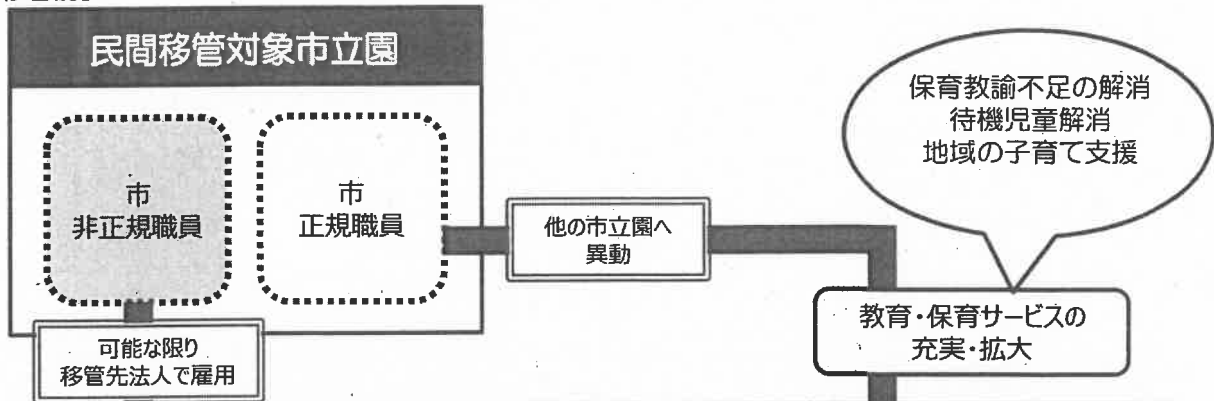 民間移管対象市立園
市
非正規職員
市
正規職員
他の市立園へ
異動
保育教諭不足の解消
待機児童解消
地域の子育て支援
教育・保育サービスの
充実・拡大
可能な限り
移管先法人で雇用